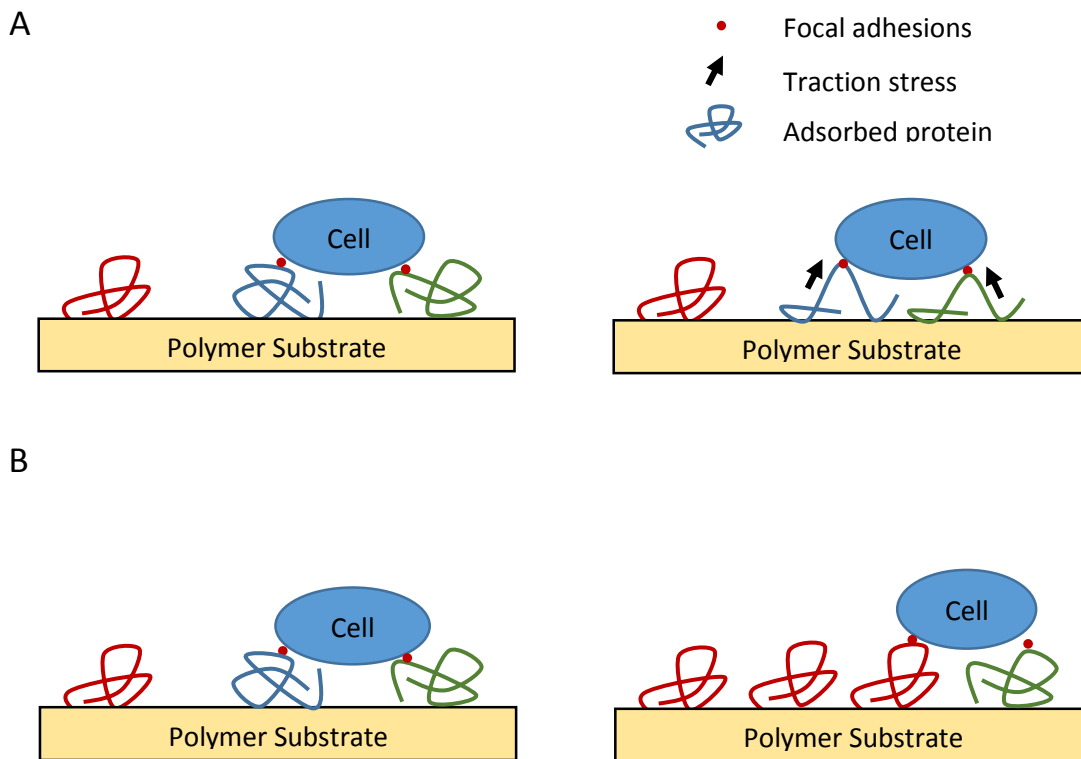 A
Focal adhesions
Traction stress
Adsorbed protein
Cell
Cell
Polymer Substrate
Polymer Substrate
B
Cell
Cell
Polymer Substrate
Polymer Substrate